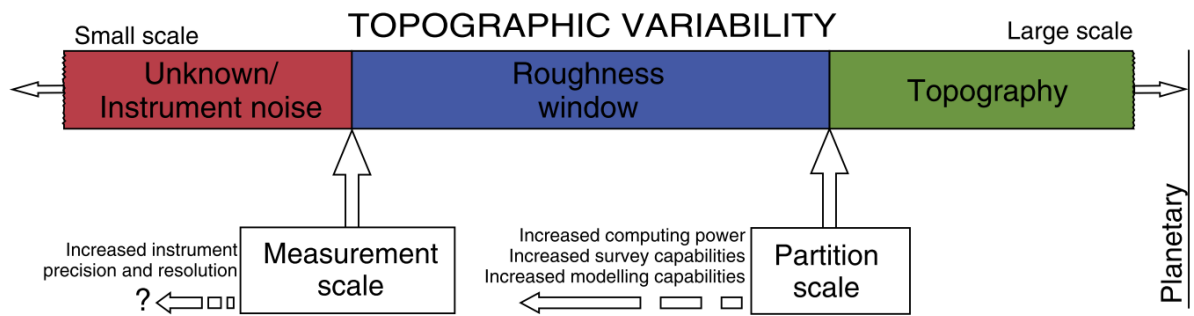 TOPOGRAPHIC VARIABILITY
Small scale
Large scale
Unknown/
Instrument noise
Roughness
window
Topography
Increased instrument
precision and resolution
?
Measurement
scale
Increased computing power
Increased survey capabilities
Increased modelling capabilities
Partition
scale
Planetary